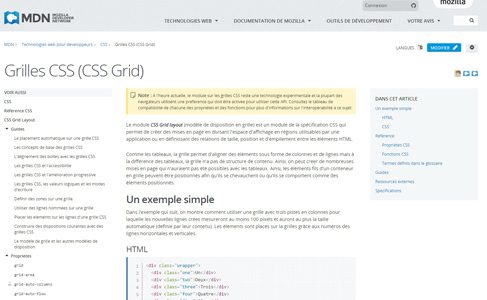 mozilla
Connexion
MDN MOZILLA DEVELOPER NETWORK
TECHNOLOGIES WEB DOCUMENTATION DE MOZILLA OUTILS DE DÉVELOPPEMENT VOTRE AVIS
MDN Technologies web pour développeurs CSS Grilles CSS (CSS Grid)
LANGUES MODIFIER
Grilles CSS (CSS Grid)
VOIR AUSSI
CSS
Référence CSS
CSS Grid Layout
Guides
Le placement automatique sur une grille CSS
Les concepts de base des grilles CSS
L'alignement des boîtes avec les grilles CSS
Les grilles CSS et l'accessibilité
Les grilles CSS et l'amélioration progressive
Les grilles CSS, les valeurs logiques et les modes d'écriture
Définir des zones sur une grille
Utiliser des lignes nommées sur une grille
Placer les éléments sur les lignes d'une grille CSS
Construire des dispositions courantes avec des grilles CSS
Le modèle de grille et les autres modèles de disposition
Propriétés
grid
grid-area
grid-auto-columns
grid-auto-flow
Note : À l'heure actuelle, le module sur les grilles CSS reste une technologie expérimentale et la plupart des
navigateurs utilisent une préférence qui doit être activée pour utiliser cette API. Consultez le tableau de
compatibilité de chacune des propriétés et des fonctions pour plus d'informations sur l'interopérabilité à ce sujet.
Le module CSS Grid layout (modèle de disposition en grille) est un module de la spécification CSS qui
permet de créer des mises en page en divisant l'espace d'affichage en régions utilisables par une
application ou en définissant des relations de taille, position et d'empilement entre les éléments HTML.
Comme les tableaux, la grille permet d'aligner des éléments sous forme de colonnes et de lignes mais à
la différence des tableaux, la grille n'a pas de structure de contenu. Ainsi, on peut créer de nombreuses
mises en page qui n'auraient pas été possibles avec les tableaux. Ainsi, les éléments fils d'un conteneur
en grille peuvent être positionnés afin qu'ils se chevauchent ou qu'ils se comportent comme des
éléments positionnés.
Un exemple simple
Dans l'exemple qui suit, on montre comment utiliser une grille avec trois pistes en colonnes pour
laquelle les nouvelles lignes créées mesureront au moins 100 pixels et auront au plus la taille
automatique (définie par leur contenu). Les éléments sont placés sur la grilles grâce aux numéros des
lignes horizontales et verticales.
HTML
<div class="wrapper">
<div class="one">Un</div>
<div class="two">Deux</div>
<div class="three">Trois</div>
<div class="four">Quatre</div>
DANS CET ARTICLE
Un exemple simple
HTML
CSS
Référence
Propriétés CSS
Fonctions CSS
Termes définis dans le glossaire
Guides
Ressources externes
Spécifications